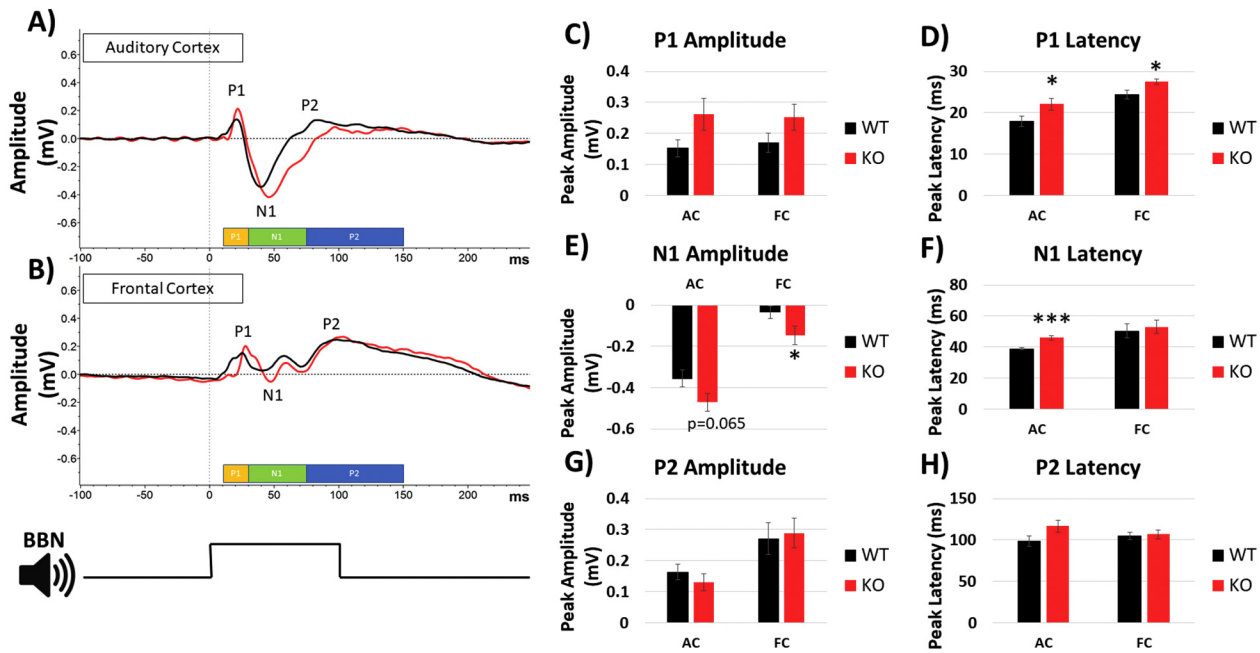 A)
Auditory Cortex
Amplitude
(mV)
0.6
0.4
0.2
0.0
-0.2
-0.4
-0.6
P1
P2
N1
P1 N1 P2
-100 -50 0 50 100 150 200 ms
B)
Frontal Cortex
Amplitude
(mV)
0.6
0.4
0.2
0.0
-0.2
-0.4
-0.6
P1
P2
N1
P1 N1 P2
-100 -50 0 50 100 150 200 ms
BBN
C) P1 Amplitude
Peak Amplitude
(mV)
0.4
0.3
0.2
0.1
0
AC FC
D) P1 Latency
Peak Latency (ms)
30
20
10
0
* *
AC FC
WT
KO
E) N1 Amplitude
AC FC
Peak Amplitude
(mV)
0
-0.2
-0.4
-0.6
*
p=0.065
F) N1 Latency
Peak Latency (ms)
80
60
40
20
0
***
AC FC
WT
KO
G) P2 Amplitude
Peak Amplitude
(mV)
0.4
0.3
0.2
0.1
0
AC FC
WT
KO
H) P2 Latency
Peak Latency (ms)
150
100
50
0
AC FC
WT
KO